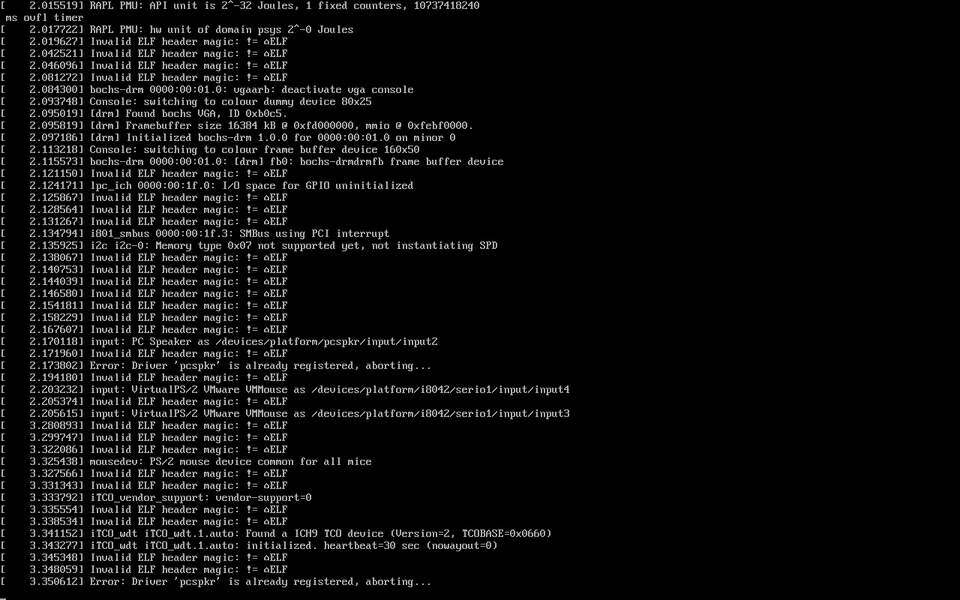 [    2.015519] RAPL PMU: API unit is 2^-32 Joules, 1 fixed counters, 10737418240
 ms ovfl timer
[    2.017722] RAPL PMU: hw unit of domain psys 2^-0 Joules
[    2.019627] Invalid ELF header magic: != ⌂ELF
[    2.042521] Invalid ELF header magic: != ⌂ELF
[    2.046096] Invalid ELF header magic: != ⌂ELF
[    2.081272] Invalid ELF header magic: != ⌂ELF
[    2.084300] bochs-drm 0000:00:01.0: vgaarb: deactivate vga console
[    2.093748] Console: switching to colour dummy device 80x25
[    2.095019] [drm] Found bochs VGA, ID 0xb0c5.
[    2.095819] [drm] Framebuffer size 16384 kB @ 0xfd000000, mmio @ 0xfebf0000.
[    2.097186] [drm] Initialized bochs-drm 1.0.0 for 0000:00:01.0 on minor 0
[    2.113218] Console: switching to colour frame buffer device 160x50
[    2.115573] bochs-drm 0000:00:01.0: [drm] fb0: bochs-drmdrmfb frame buffer device
[    2.121150] Invalid ELF header magic: != ⌂ELF
[    2.124171] lpc_ich 0000:00:1f.0: I/O space for GPIO uninitialized
[    2.125867] Invalid ELF header magic: != ⌂ELF
[    2.128564] Invalid ELF header magic: != ⌂ELF
[    2.131267] Invalid ELF header magic: != ⌂ELF
[    2.134794] i801_smbus 0000:00:1f.3: SMBus using PCI interrupt
[    2.135925] i2c i2c-0: Memory type 0x07 not supported yet, not instantiating SPD
[    2.138067] Invalid ELF header magic: != ⌂ELF
[    2.140753] Invalid ELF header magic: != ⌂ELF
[    2.144039] Invalid ELF header magic: != ⌂ELF
[    2.146580] Invalid ELF header magic: != ⌂ELF
[    2.154181] Invalid ELF header magic: != ⌂ELF
[    2.158229] Invalid ELF header magic: != ⌂ELF
[    2.167607] Invalid ELF header magic: != ⌂ELF
[    2.170118] input: PC Speaker as /devices/platform/pcspkr/input/input2
[    2.171960] Invalid ELF header magic: != ⌂ELF
[    2.173802] Error: Driver 'pcspkr' is already registered, aborting...
[    2.194180] Invalid ELF header magic: != ⌂ELF
[    2.203232] input: VirtualPS/2 VMware VMMouse as /devices/platform/i8042/serio1/input/input4
[    2.205374] Invalid ELF header magic: != ⌂ELF
[    2.205615] input: VirtualPS/2 VMware VMMouse as /devices/platform/i8042/serio1/input/input3
[    3.280893] Invalid ELF header magic: != ⌂ELF
[    3.299747] Invalid ELF header magic: != ⌂ELF
[    3.322086] Invalid ELF header magic: != ⌂ELF
[    3.325438] mousedev: PS/2 mouse device common for all mice
[    3.327566] Invalid ELF header magic: != ⌂ELF
[    3.331343] Invalid ELF header magic: != ⌂ELF
[    3.333792] iTCO_vendor_support: vendor-support=0
[    3.335554] Invalid ELF header magic: != ⌂ELF
[    3.338534] Invalid ELF header magic: != ⌂ELF
[    3.341152] iTCO_wdt iTCO_wdt.1.auto: Found a ICH9 TCO device (Version=2, TCOBASE=0x0660)
[    3.343277] iTCO_wdt iTCO_wdt.1.auto: initialized. heartbeat=30 sec (nowayout=0)
[    3.345348] Invalid ELF header magic: != ⌂ELF
[    3.348059] Invalid ELF header magic: != ⌂ELF
[    3.350612] Error: Driver 'pcspkr' is already registered, aborting...